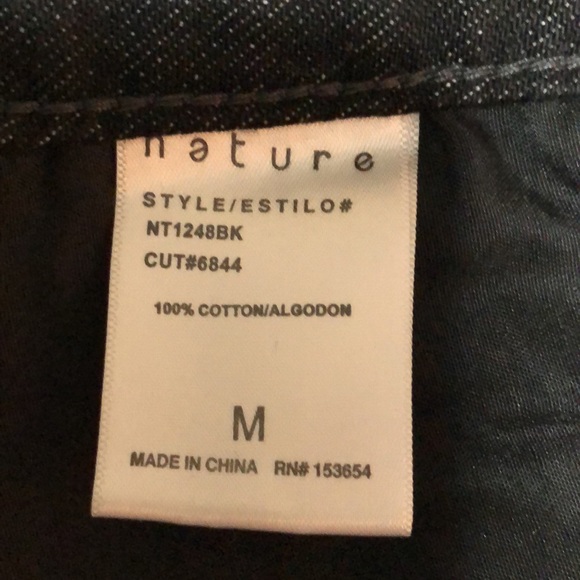 nature
STYLE/ESTILO#
NT1248BK
CUT#6844
100% COTTON/ALGODON
M
MADE IN CHINA RN# 153654